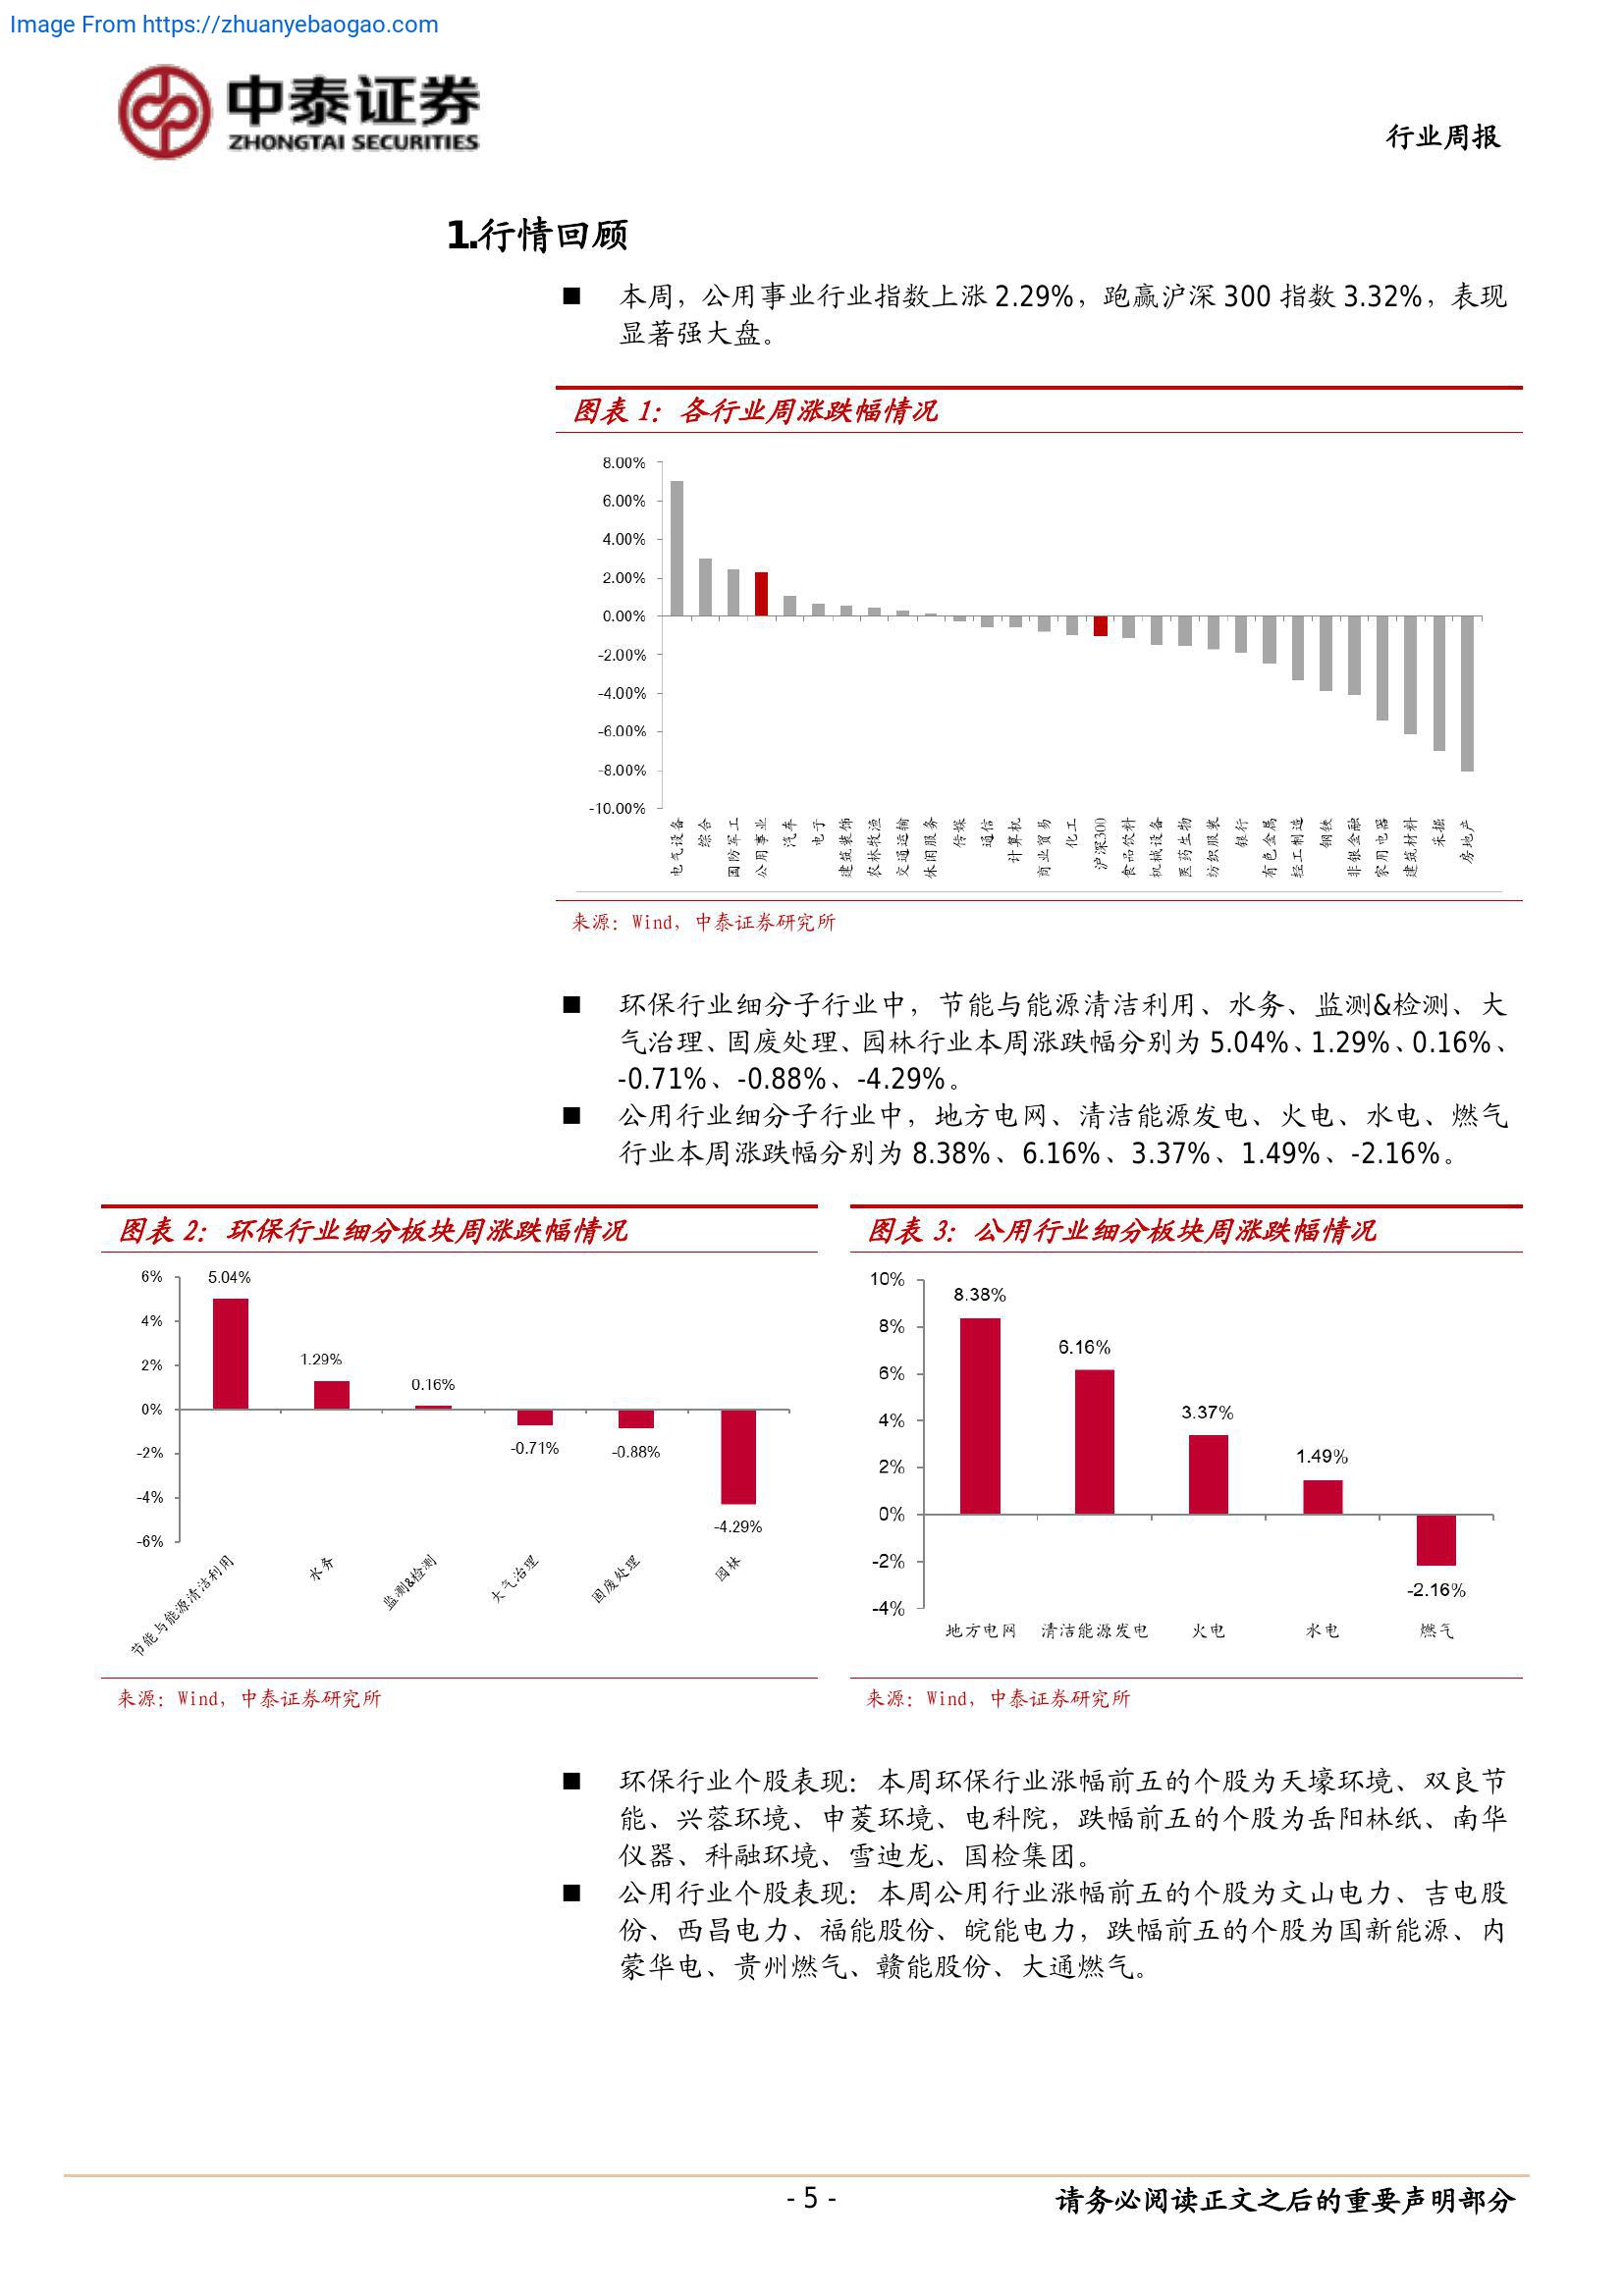 Image From https://zhuanyebaogao.com
中泰证券
ZHONGTAI SECURITIES
行业周报
1.行情回顾
■ 本周，公用事业行业指数上涨 2.29%，跑赢沪深 300 指数 3.32%，表现
显著强大盘。
图表 1：各行业周涨跌幅情况
8.00%
6.00%
4.00%
2.00%
0.00%
-2.00%
-4.00%
-6.00%
-8.00%
-10.00%
电气设备
综合
国防军工
公用事业
汽车
电子
建筑装饰
农林牧渔
交通运输
休闲服务
传媒
通信
计算机
商业贸易
化工
沪深300
食品饮料
机械设备
医药生物
纺织服装
银行
有色金属
轻工制造
钢铁
非银金融
家用电器
建筑材料
采掘
房地产
来源：Wind，中泰证券研究所
■ 环保行业细分子行业中，节能与能源清洁利用、水务、监测&检测、大
气治理、固废处理、园林行业本周涨跌幅分别为 5.04%、1.29%、0.16%、
-0.71%、-0.88%、-4.29%。
■ 公用行业细分子行业中，地方电网、清洁能源发电、火电、水电、燃气
行业本周涨跌幅分别为 8.38%、6.16%、3.37%、1.49%、-2.16%。
图表 2：环保行业细分板块周涨跌幅情况
6%
4%
2%
0%
-2%
-4%
-6%
5.04%
1.29%
0.16%
-0.71%
-0.88%
-4.29%
节能与能源清洁利用
水务
监测&检测
大气治理
固废处理
园林
来源：Wind，中泰证券研究所
图表 3：公用行业细分板块周涨跌幅情况
10%
8%
6%
4%
2%
0%
-2%
-4%
8.38%
6.16%
3.37%
1.49%
-2.16%
地方电网
清洁能源发电
火电
水电
燃气
来源：Wind，中泰证券研究所
■ 环保行业个股表现：本周环保行业涨幅前五的个股为天壕环境、双良节
能、兴蓉环境、申菱环境、电科院，跌幅前五的个股为岳阳林纸、南华
仪器、科融环境、雪迪龙、国检集团。
■ 公用行业个股表现：本周公用行业涨幅前五的个股为文山电力、吉电股
份、西昌电力、福能股份、皖能电力，跌幅前五的个股为国新能源、内
蒙华电、贵州燃气、赣能股份、大通燃气。
- 5 -
请务必阅读正文之后的重要声明部分